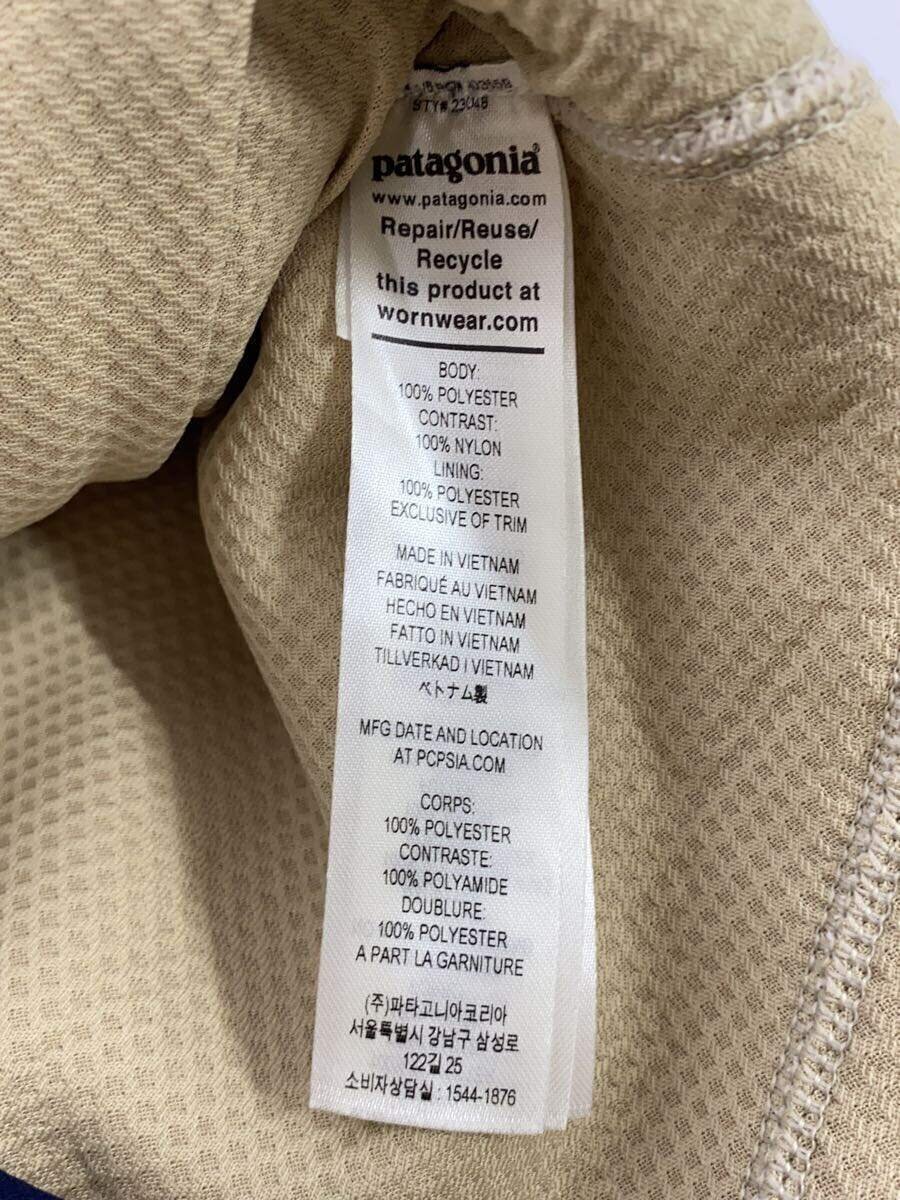 STY# 23048
patagonia®
www.patagonia.com
Repair/Reuse/
Recycle
this product at
wornwear.com
BODY:
100% POLYESTER
CONTRAST:
100% NYLON
LINING:
100% POLYESTER
EXCLUSIVE OF TRIM
MADE IN VIETNAM
FABRIQUÉ AU VIETNAM
HECHO EN VIETNAM
FATTO IN VIETNAM
TILLVERKAD I VIETNAM
ベトナム製
MFG DATE AND LOCATION
AT PCPSIA.COM
CORPS:
100% POLYESTER
CONTRASTE:
100% POLYAMIDE
DOUBLURE:
100% POLYESTER
A PART LA GARNITURE
(주)파타고니아코리아
서울특별시 강남구 삼성로
122길 25
소비자상담실 : 1544-1876